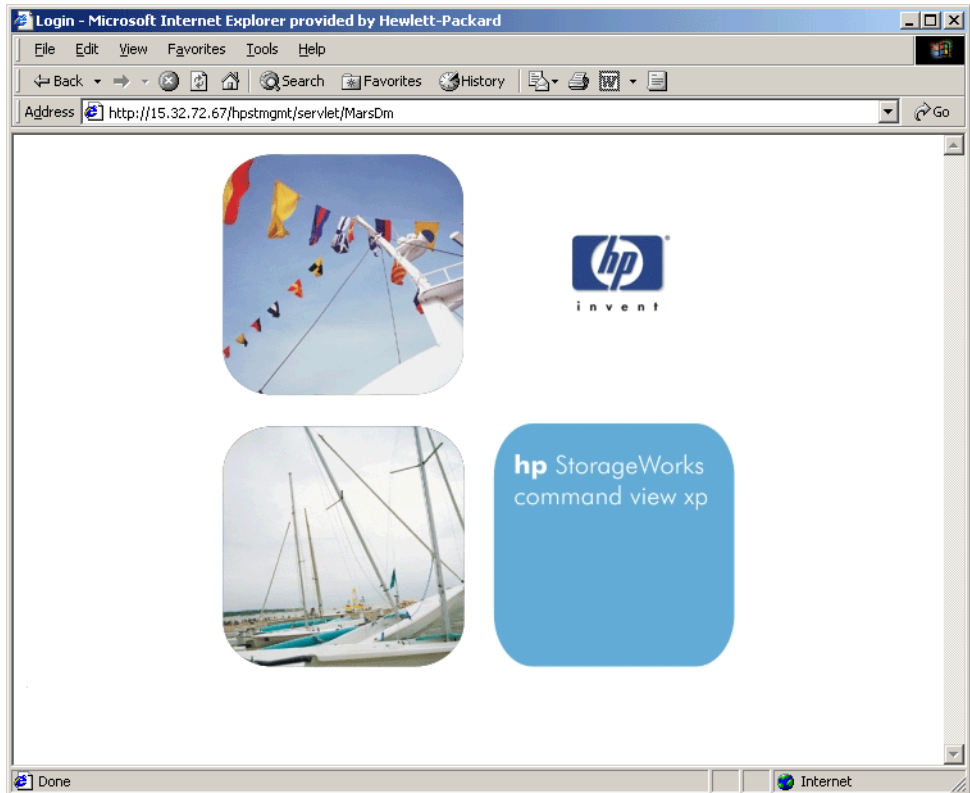 Login - Microsoft Internet Explorer provided by Hewlett-Packard
File Edit View Favorites Tools Help
Back Search Favorites History
Address http://15.32.72.67/hpstmgmt/servlet/MarsDm Go
hp
invent
hp StorageWorks
command view xp
Done Internet